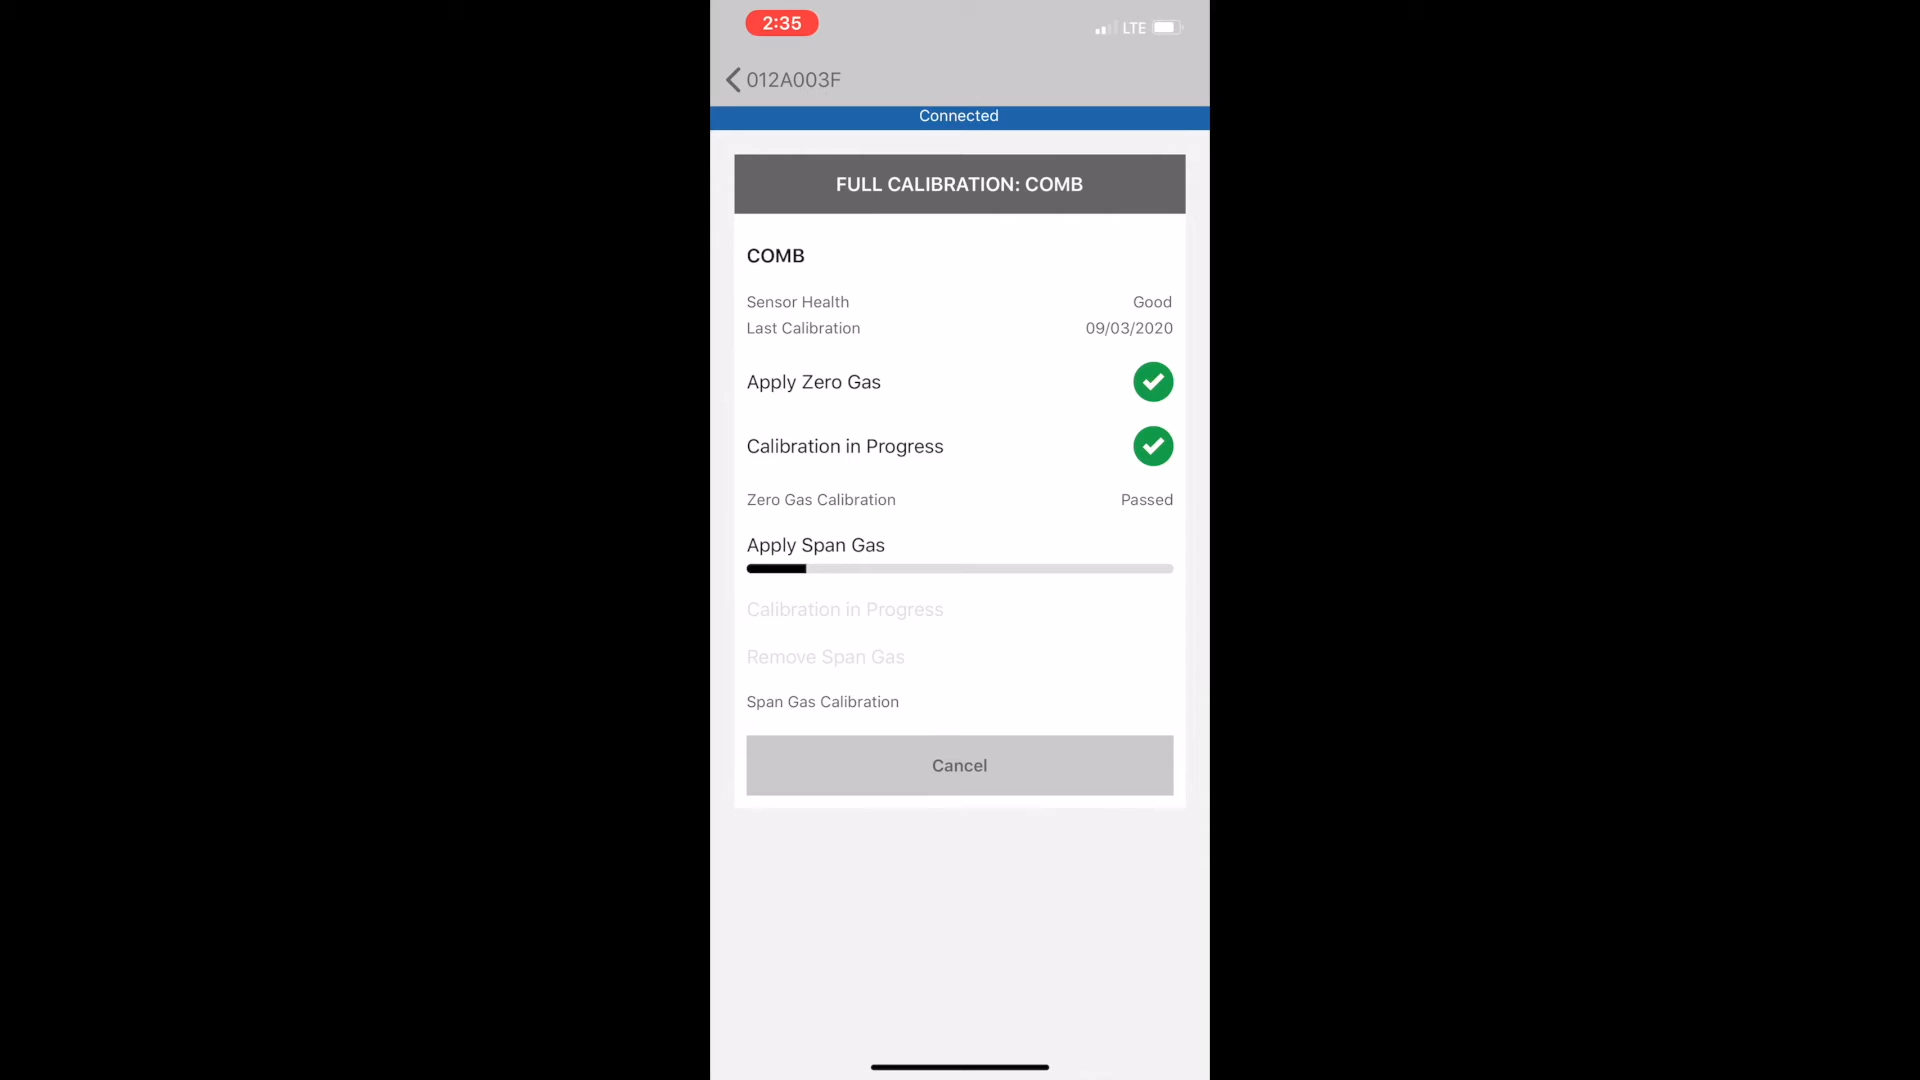 2:35
LTE
012A003F
Connected
FULL CALIBRATION: COMB
COMB
Sensor Health Good
Last Calibration 09/03/2020
Apply Zero Gas
Calibration in Progress
Zero Gas Calibration Passed
Apply Span Gas
Calibration in Progress
Remove Span Gas
Span Gas Calibration
Cancel